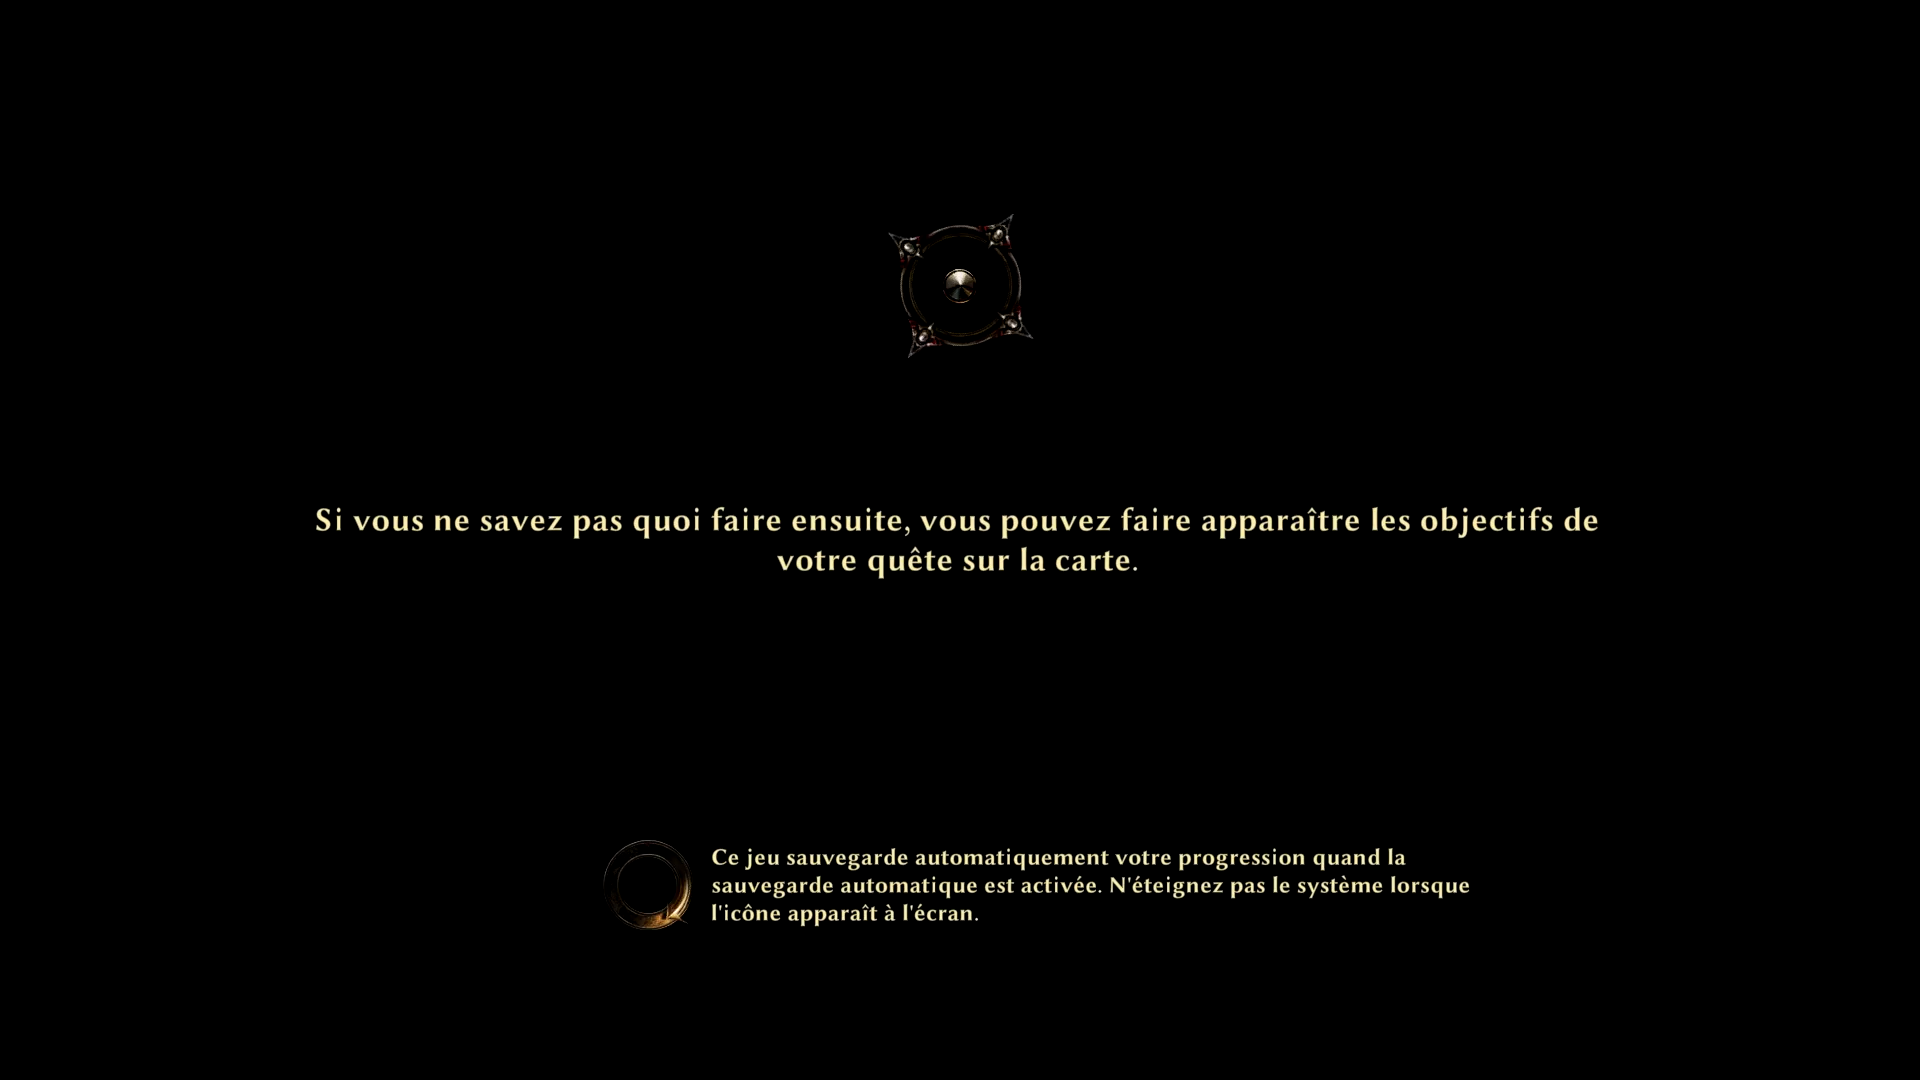 Si vous ne savez pas quoi faire ensuite, vous pouvez faire apparaître les objectifs de
votre quête sur la carte.
Ce jeu sauvegarde automatiquement votre progression quand la
sauvegarde automatique est activée. N'éteignez pas le système lorsque
l'icône apparaît à l'écran.